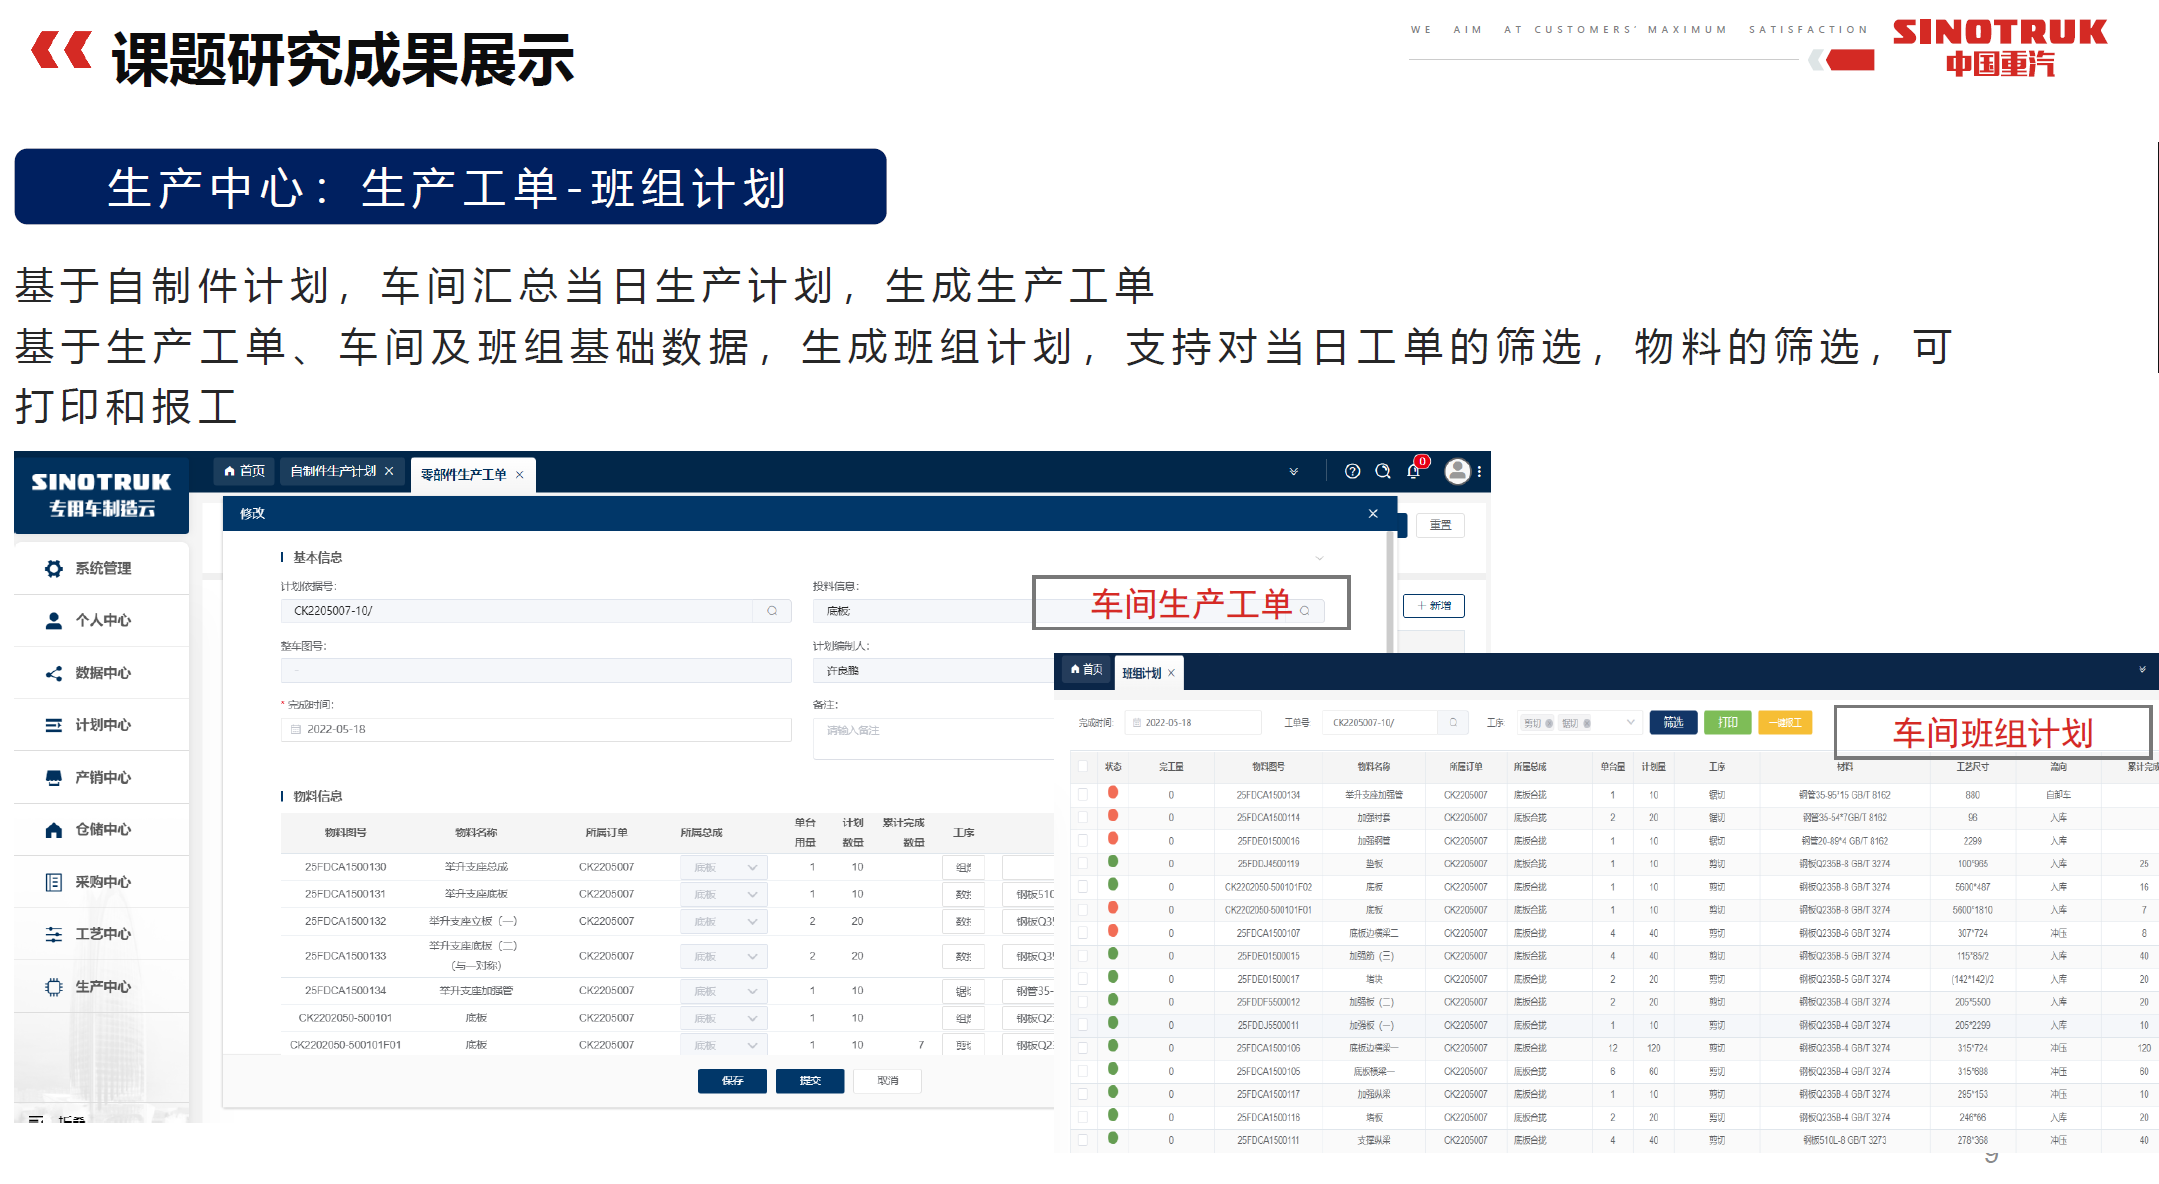 课题研究成果展示
WE AIM AT CUSTOMERS' MAXIMUM SATISFACTION
SINOTRUK
中国重汽
生产中心：生产工单-班组计划
基于自制件计划，车间汇总当日生产计划，生成生产工单
基于生产工单、车间及班组基础数据，生成班组计划，支持对当日工单的筛选，物料的筛选，可
打印和报工
SINOTRUK
专用车制造云
首页 自制件生产计划 零部件生产工单
0
系统管理
个人中心
数据中心
计划中心
产销中心
仓储中心
采购中心
工艺中心
生产中心
修改
重置
新增
基本信息
计划依据号: 投料信息:
CK2205007-10/ 底板;
车间生产工单
整车图号: 计划编制人:
- 许良鹏
* 完成时间: 备注:
2022-05-18 请输入备注
物料信息
物料图号 物料名称 所属订单 所属总成 单台用量 计划数量 累计完成数量 工序
25FDCA1500130 举升支座总成 CK2205007 底板 1 10
25FDCA1500131 举升支座底板 CK2205007 底板 1 10 钢板510
25FDCA1500132 举升支座立板（一） CK2205007 底板 2 20 钢板Q3
25FDCA1500133 举升支座底板（二）（与一对称） CK2205007 底板 2 20 钢板Q3
25FDCA1500134 举升支座加强管 CK2205007 底板 1 10 钢管35-
CK2202050-500101 底板 CK2205007 底板 1 10 钢板Q2
CK2202050-500101F01 底板 CK2205007 底板 1 10 7 钢板Q2
保存 提交 取消
首页 班组计划
完成时间: 2022-05-18 工单号 CK2205007-10/ 工序 剪切 锯切 筛选 打印 一键报工
车间班组计划
状态 完工量 物料图号 物料名称 所属订单 所属总成 单台量 计划量 工序 材料 工艺尺寸 流向 累计完成
0 25FDCA1500134 举升支座加强管 CK2205007 底板合拢 1 10 锯切 钢管35-95*15 GB/T 8162 880 自卸车
0 25FDCA1500114 加强衬套 CK2205007 底板合拢 2 20 锯切 钢管35-54*7GB/T 8162 96 入库
0 25FDE01500016 加强钢管 CK2205007 底板合拢 1 10 锯切 钢管20-89*4 GB/T 8162 2299 入库
0 25FDDJ4500119 垫板 CK2205007 底板合拢 1 10 剪切 钢板Q235B-8 GB/T 3274 100*965 入库 25
0 CK2202050-500101F02 底板 CK2205007 底板合拢 1 10 剪切 钢板Q235B-8 GB/T 3274 5600*487 入库 16
0 CK2202050-500101F01 底板 CK2205007 底板合拢 1 10 剪切 钢板Q235B-8 GB/T 3274 5600*1810 入库 7
0 25FDCA1500107 底板边横梁二 CK2205007 底板合拢 4 40 剪切 钢板Q235B-6 GB/T 3274 307*724 冲压 8
0 25FDE01500015 加强筋（三） CK2205007 底板合拢 4 40 剪切 钢板Q235B-5 GB/T 3274 115*85/2 入库 40
0 25FDE01500017 堵块 CK2205007 底板合拢 2 20 剪切 钢板Q235B-5 GB/T 3274 (142*142)/2 入库 20
0 25FDDF5500012 加强板（二） CK2205007 底板合拢 2 20 剪切 钢板Q235B-4 GB/T 3274 205*5500 入库 20
0 25FDDJ5500011 加强板（一） CK2205007 底板合拢 1 10 剪切 钢板Q235B-4 GB/T 3274 205*2299 入库 10
0 25FDCA1500106 底板边横梁一 CK2205007 底板合拢 12 120 剪切 钢板Q235B-4 GB/T 3274 315*724 冲压 120
0 25FDCA1500105 底板横梁一 CK2205007 底板合拢 6 60 剪切 钢板Q235B-4 GB/T 3274 315*688 冲压 60
0 25FDCA1500117 加强纵梁 CK2205007 底板合拢 1 10 剪切 钢板Q235B-4 GB/T 3274 295*153 冲压 10
0 25FDCA1500116 堵板 CK2205007 底板合拢 2 20 剪切 钢板Q235B-4 GB/T 3274 246*66 入库 20
0 25FDCA1500111 支撑纵梁 CK2205007 底板合拢 4 40 剪切 钢板510L-8 GB/T 3273 278*368 冲压 40
9